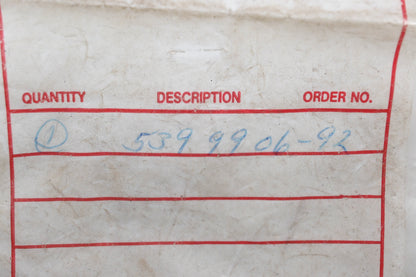 QUANTITY DESCRIPTION ORDER NO.
1 539 99 06-92